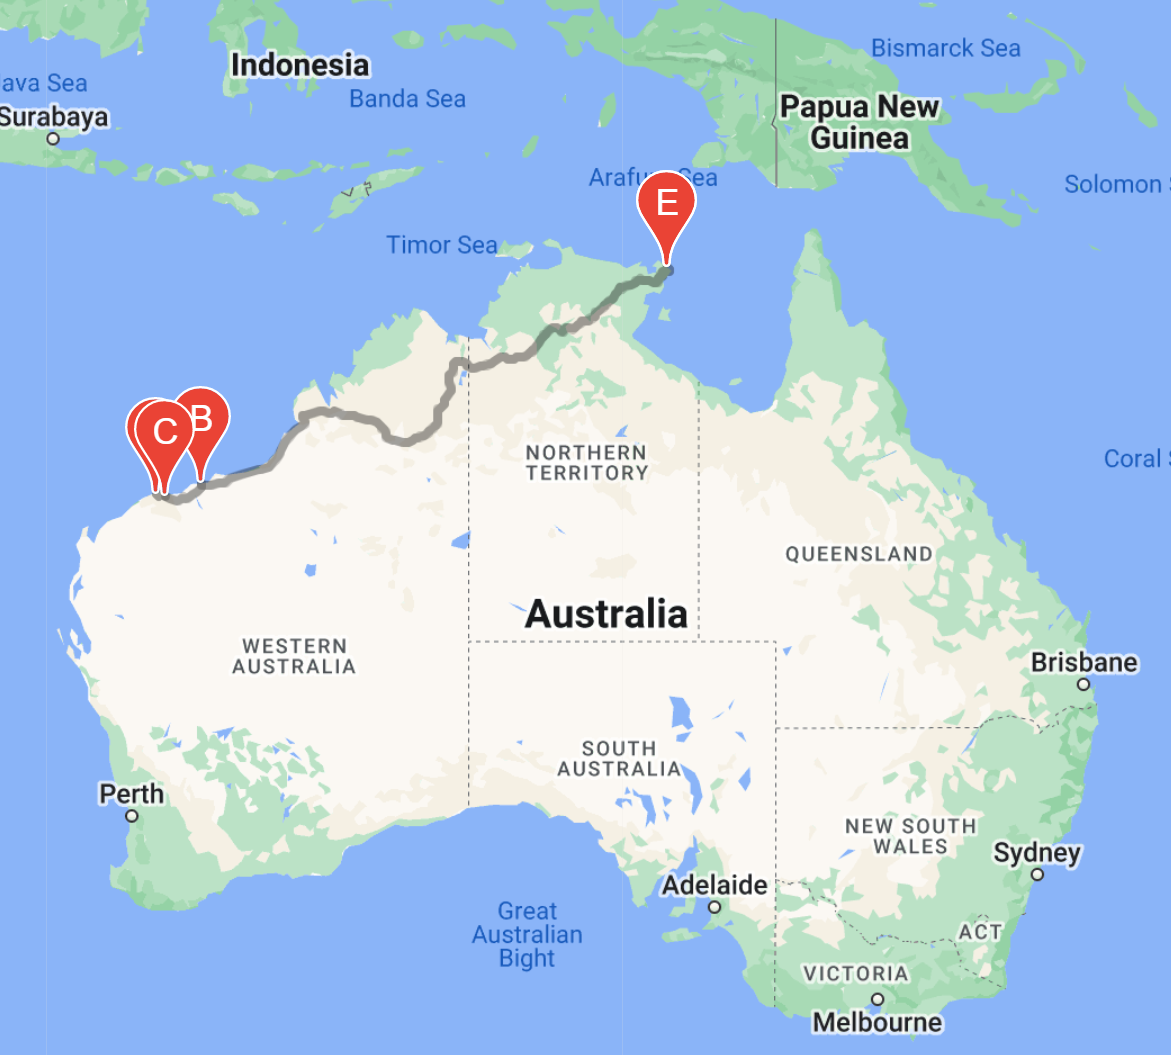 Bismarck Sea
Indonesia
ava Sea
Banda Sea
Papua New
Guinea
Surabaya
Arafu Sea
Solomon S
E
Timor Sea
C
B
NORTHERN
TERRITORY
Coral S
QUEENSLAND
Australia
WESTERN
AUSTRALIA
Brisbane
SOUTH
AUSTRALIA
Perth
NEW SOUTH
WALES
Sydney
Adelaide
Great
Australian
Bight
ACT
VICTORIA
Melbourne